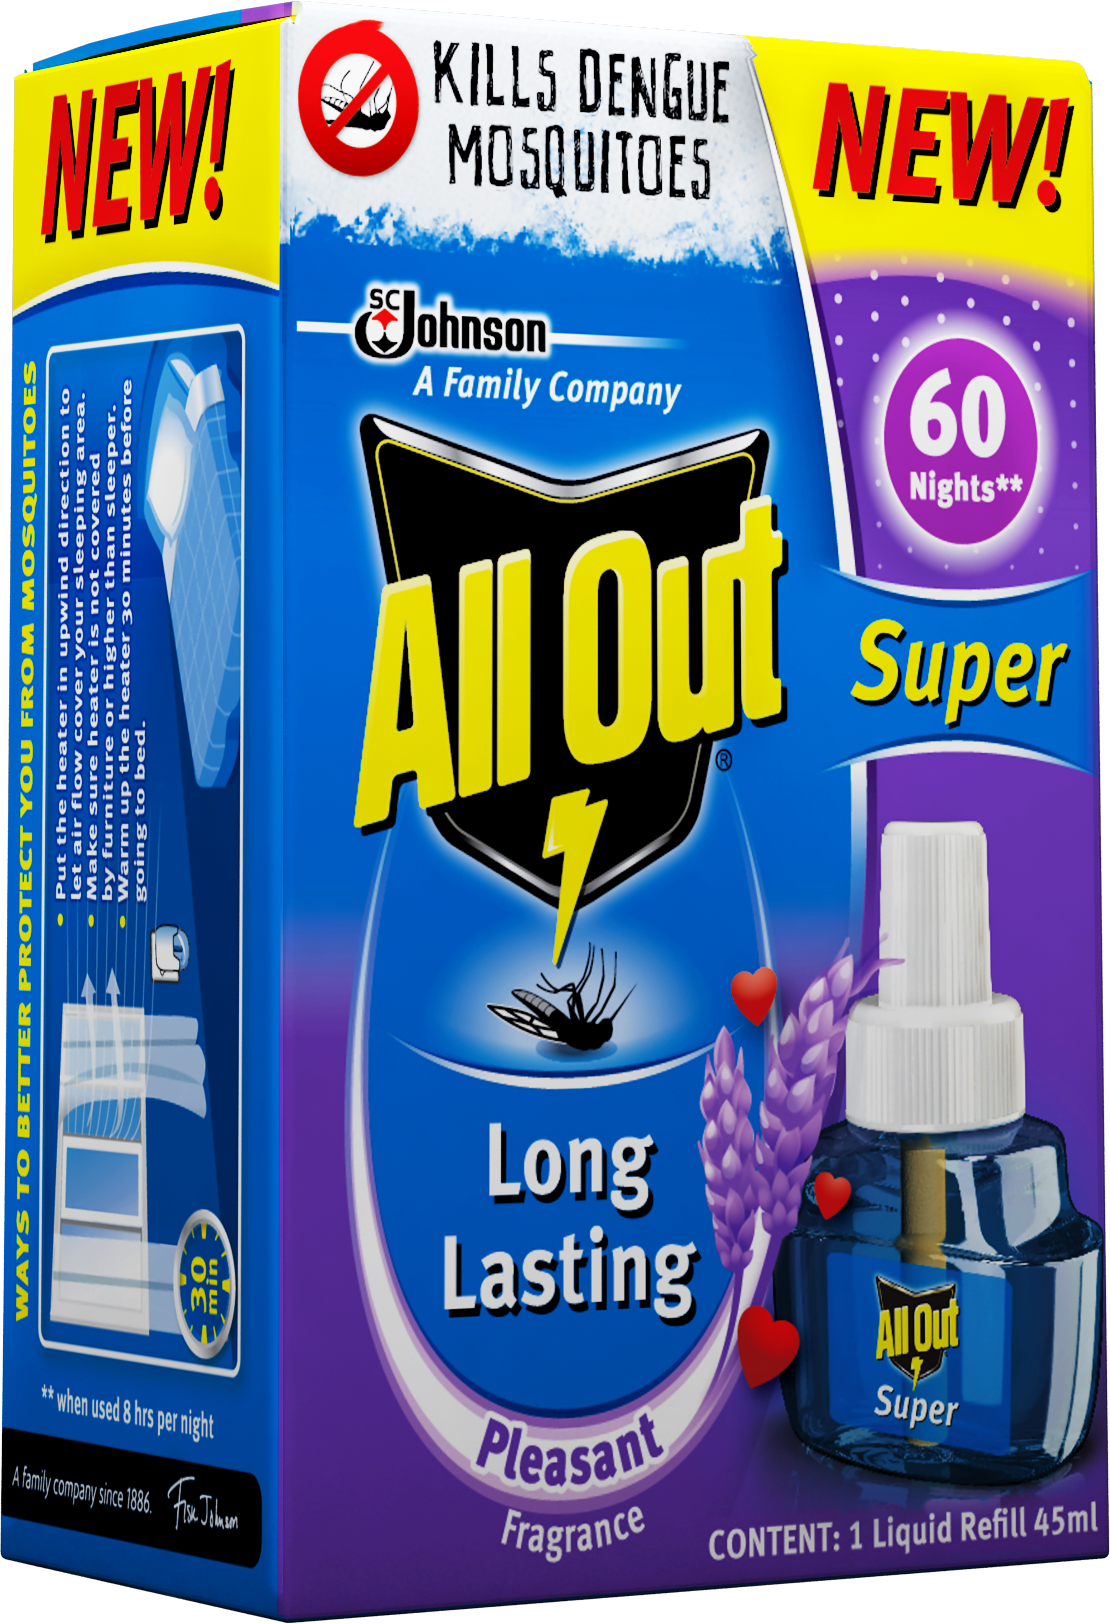 NEW!
WAYS TO BETTER PROTECT YOU FROM MOSQUITOES
• Put the heater in upwind direction to
let air flow cover your sleeping area.
• Make sure heater is not covered
by furniture or higher than sleeper.
• Warm up the heater 30 minutes before
going to bed.
30
min
** when used 8 hrs per night
A family company since 1886.
Fisk Johnson
KILLS DENGUE
MOSQUITOES
NEW!
SC Johnson
A Family Company
60
Nights**
All Out
®
Super
Long
Lasting
All Out
Super
Pleasant
Fragrance
CONTENT: 1 Liquid Refill 45ml